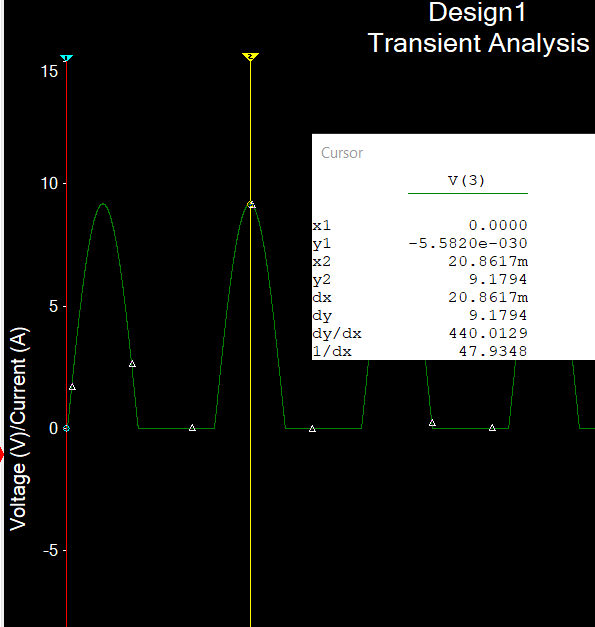 Design1
Transient Analysis
15
10
5
0
-5
Voltage (V)/Current (A)
1
2
Cursor
V(3)
x1 0.0000
y1 -5.5820e-030
x2 20.8617m
y2 9.1794
dx 20.8617m
dy 9.1794
dy/dx 440.0129
1/dx 47.9348